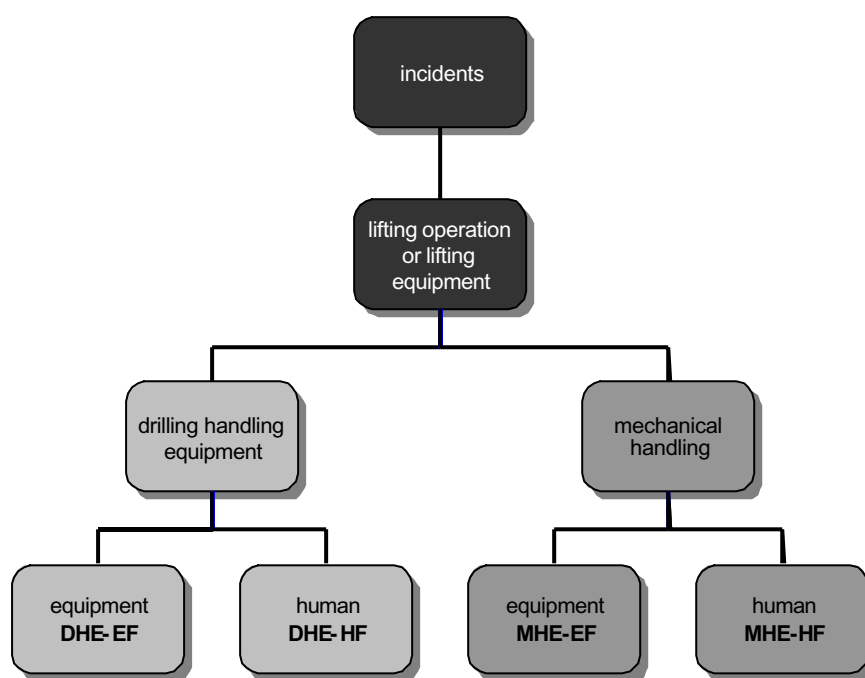 incidents
lifting operation
or lifting
equipment
drilling handling
equipment
mechanical
handling
equipment
DHE-EF
human
DHE-HF
equipment
MHE-EF
human
MHE-HF